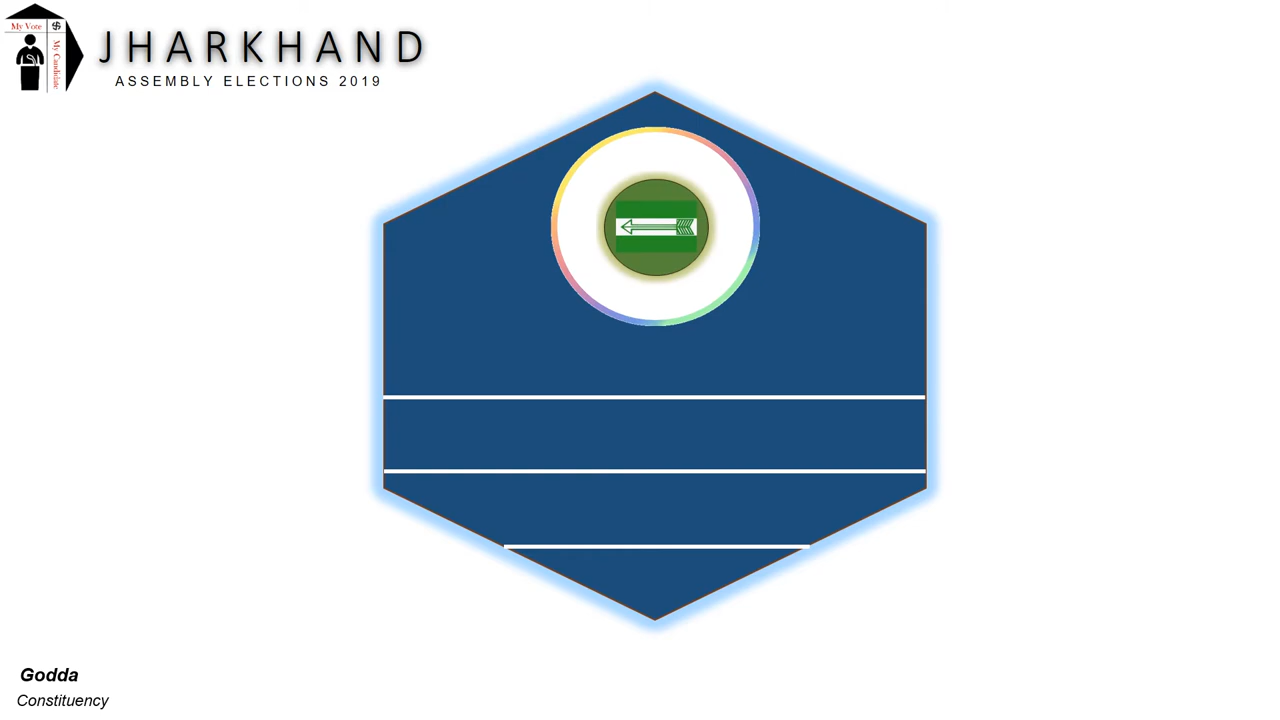 My Vote
My Candidate
JHARKHAND
ASSEMBLY ELECTIONS 2019
Godda
Constituency